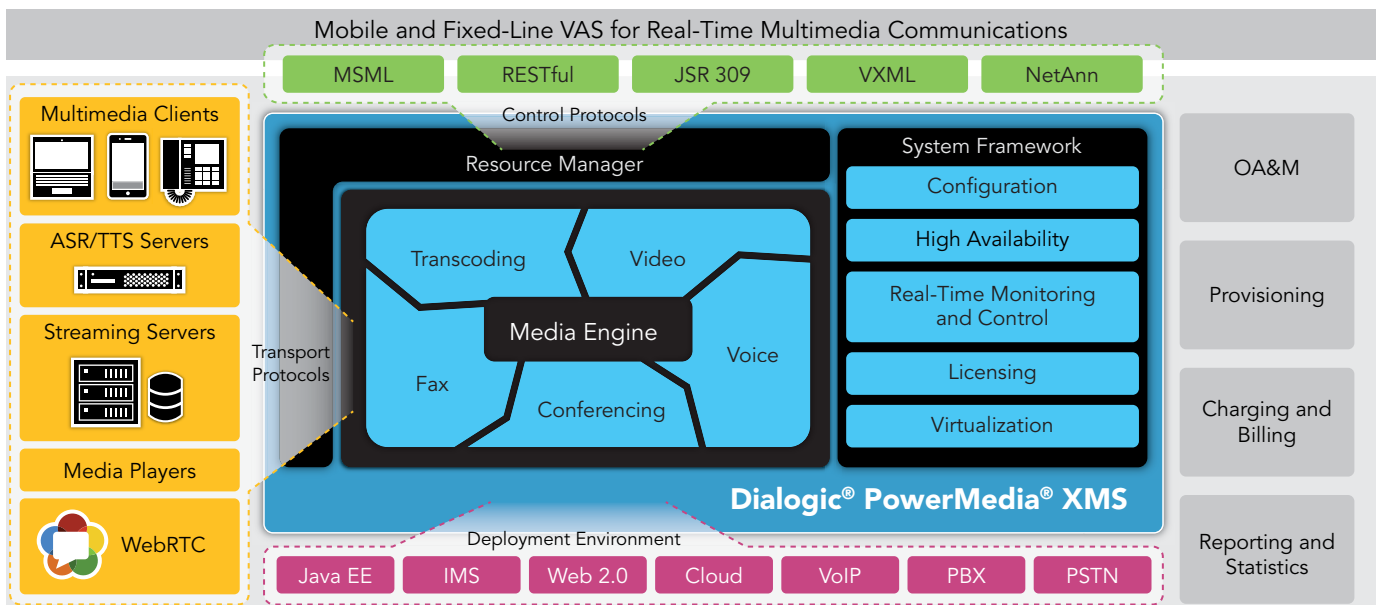 Mobile and Fixed-Line VAS for Real-Time Multimedia Communications
MSML
RESTful
JSR 309
VXML
NetAnn
Control Protocols
Multimedia Clients
ASR/TTS Servers
Streaming Servers
Media Players
WebRTC
Transport
Protocols
Resource Manager
Transcoding
Video
Media Engine
Voice
Fax
Conferencing
System Framework
Configuration
High Availability
Real-Time Monitoring
and Control
Licensing
Virtualization
Dialogic® PowerMedia® XMS
OA&M
Provisioning
Charging and
Billing
Reporting and
Statistics
Deployment Environment
Java EE
IMS
Web 2.0
Cloud
VoIP
PBX
PSTN